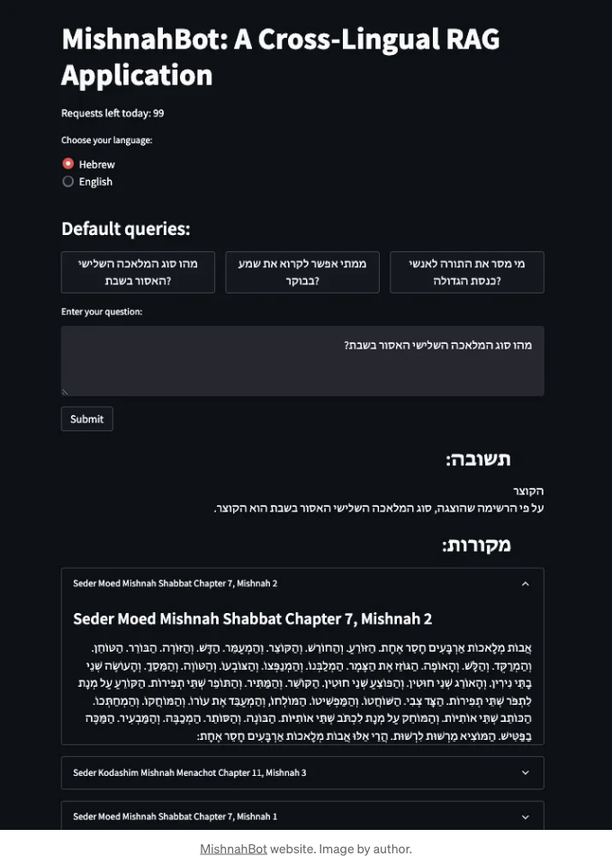 MishnahBot: A Cross-Lingual RAG
Application
Requests left today: 99
Choose your language:
Hebrew
English
Default queries:
מהו סוג המלאכה השלישי
האסור בשבת?
ממתי אפשר לקרוא את שמע
בבוקר?
מי מסר את התורה לאנשי
כנסת הגדולה?
Enter your question:
מהו סוג המלאכה השלישי האסור בשבת?
Submit
תשובה:
הקוצר
על פי הרשימה שהוצגה, סוג המלאכה השלישי האסור בשבת הוא הקוצר.
מקורות:
Seder Moed Mishnah Shabbat Chapter 7, Mishnah 2
Seder Moed Mishnah Shabbat Chapter 7, Mishnah 2
אֲבוֹת מְלָאכוֹת אַרְבָּעִים חָסֵר אֶחָת. הַזּוֹרֵעַ. וְהַחוֹרֵשׁ. וְהַקּוֹצֵר. וְהַמְעַמֵּר. הַדָּשׁ. וְהַזּוֹרֶה. הַבּוֹרֵר. הַטּוֹחֵן.
וְהַמְרַקֵּד. וְהַלָּשׁ. וְהָאוֹפֶה. הַגּוֹזֵז אֶת הַצֶּמֶר. הַמְלַבְּנוֹ. וְהַמְנַפְּצוֹ. וְהַצּוֹבְעוֹ. וְהַטּוֹוֶה. וְהַמֵּסֵךְ. וְהָעוֹשֶׂה שְׁנֵי
בָתֵּי נִירִין. וְהָאוֹרֵג שְׁנֵי חוּטִין. וְהַפּוֹצֵעַ שְׁנֵי חוּטִין. הַקּוֹשֵׁר. וְהַמַּתִּיר. וְהַתּוֹפֵר שְׁתֵּי תְפִירוֹת. הַקּוֹרֵעַ עַל מְנָת
לִתְפֹּר שְׁתֵּי תְפִירוֹת. הַצָּד צְבִי. הַשּׁוֹחֲטוֹ. וְהַמַּפְשִׁיטוֹ. הַמּוֹלְחוֹ, וְהַמְעַבֵּד אֶת עוֹרוֹ. וְהַמּוֹחֲקוֹ. וְהַמְחַתְּכוֹ.
הַכּוֹתֵב שְׁתֵּי אוֹתִיּוֹת. וְהַמּוֹחֵק עַל מְנָת לִכְתֹּב שְׁתֵּי אוֹתִיּוֹת. הַבּוֹנֶה. וְהַסּוֹתֵר. הַמְכַבֶּה. וְהַמַּבְעִיר. הַמַּכֶּה
בַפַּטִּישׁ. הַמּוֹצִיא מֵרְשׁוּת לִרְשׁוּת. הֲרֵי אֵלּוּ אֲבוֹת מְלָאכוֹת אַרְבָּעִים חָסֵר אֶחָת:
Seder Kodashim Mishnah Menachot Chapter 11, Mishnah 3
Seder Moed Mishnah Shabbat Chapter 7, Mishnah 1
MishnahBot website. Image by author.